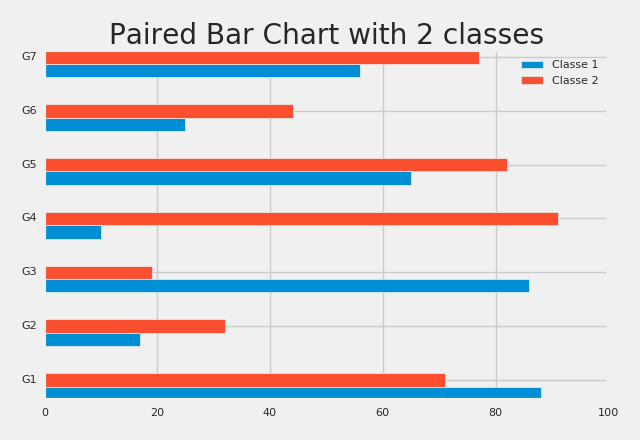 Paired Bar Chart with 2 classes
G7
Classe 1
Classe 2
G6
G5
G4
G3
G2
G1
0 20 40 60 80 100